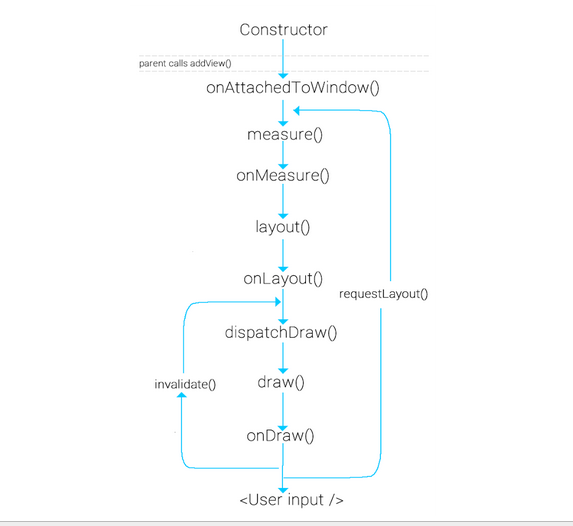 Constructor
parent calls addView()
onAttachedToWindow()
measure()
onMeasure()
layout()
onLayout()
requestLayout()
dispatchDraw()
invalidate()
draw()
onDraw()
<User input />